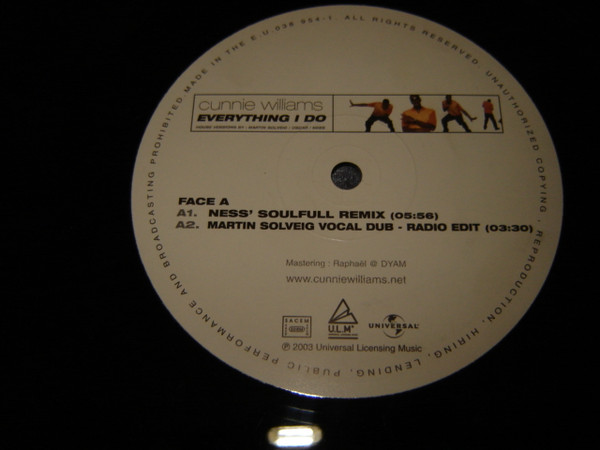 MADE IN THE E.U 038 954-1. ALL RIGHTS RESERVED. UNAUTHORIZED COPYING, REPRODUCTION, HIRING, LENDING, PUBLIC PERFORMANCE AND BROADCASTING PROHIBITED
cunnie williams
EVERYTHING I DO
FACE A
A1. NESS' SOULFULL REMIX (05:56)
A2. MARTIN SOLVEIG VOCAL DUB - RADIO EDIT (03:30)
Mastering : Raphaël @ DYAM
www.cunniewilliams.net
SACEM
U.L.M
UNIVERSAL
℗ 2003 Universal Licensing Music